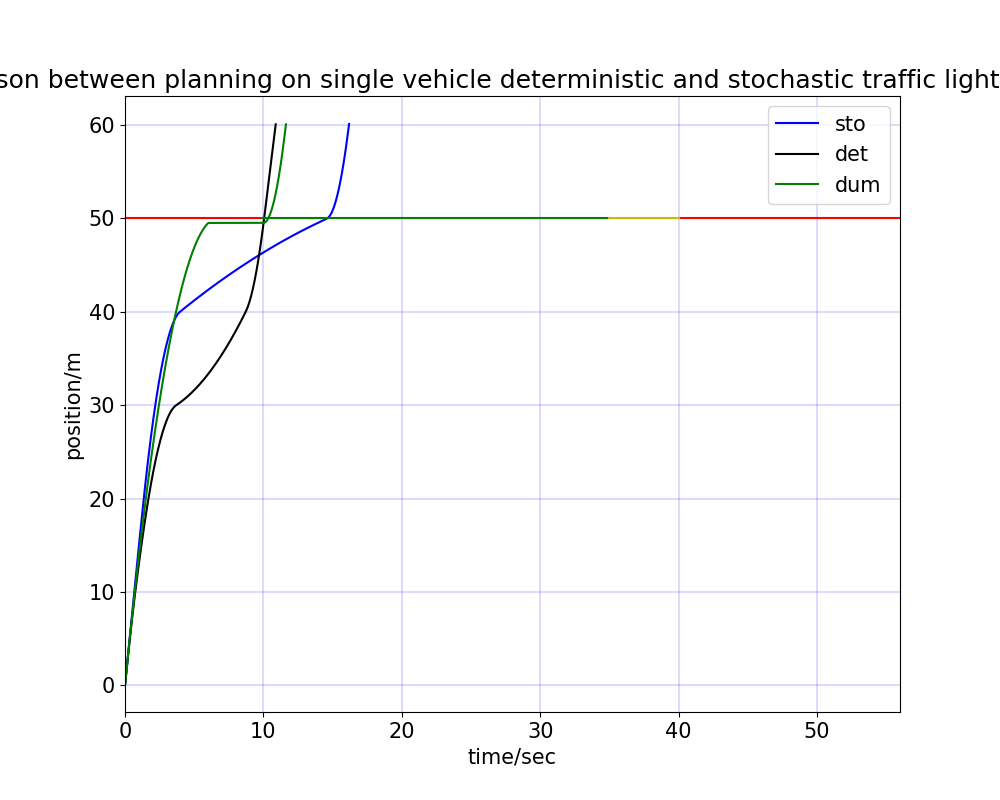 son between planning on single vehicle deterministic and stochastic traffic light
sto
det
dum
60
50
40
30
20
10
0
position/m
0 10 20 30 40 50
time/sec